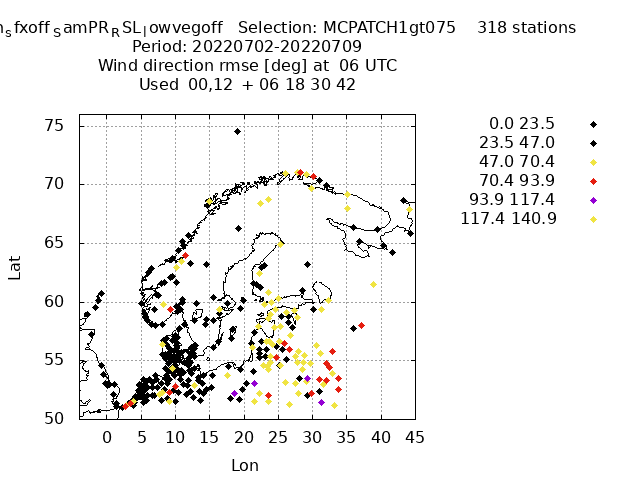 sfxoff SamPR RSL lowvegoff Selection: MCPATCH1gt075 318 stations
Period: 20220702-20220709
Wind direction rmse [deg] at 06 UTC
Used 00,12 + 06 18 30 42
0.0 23.5
23.5 47.0
47.0 70.4
70.4 93.9
93.9 117.4
117.4 140.9
75
70
65
60
55
50
Lat
0 5 10 15 20 25 30 35 40 45
Lon